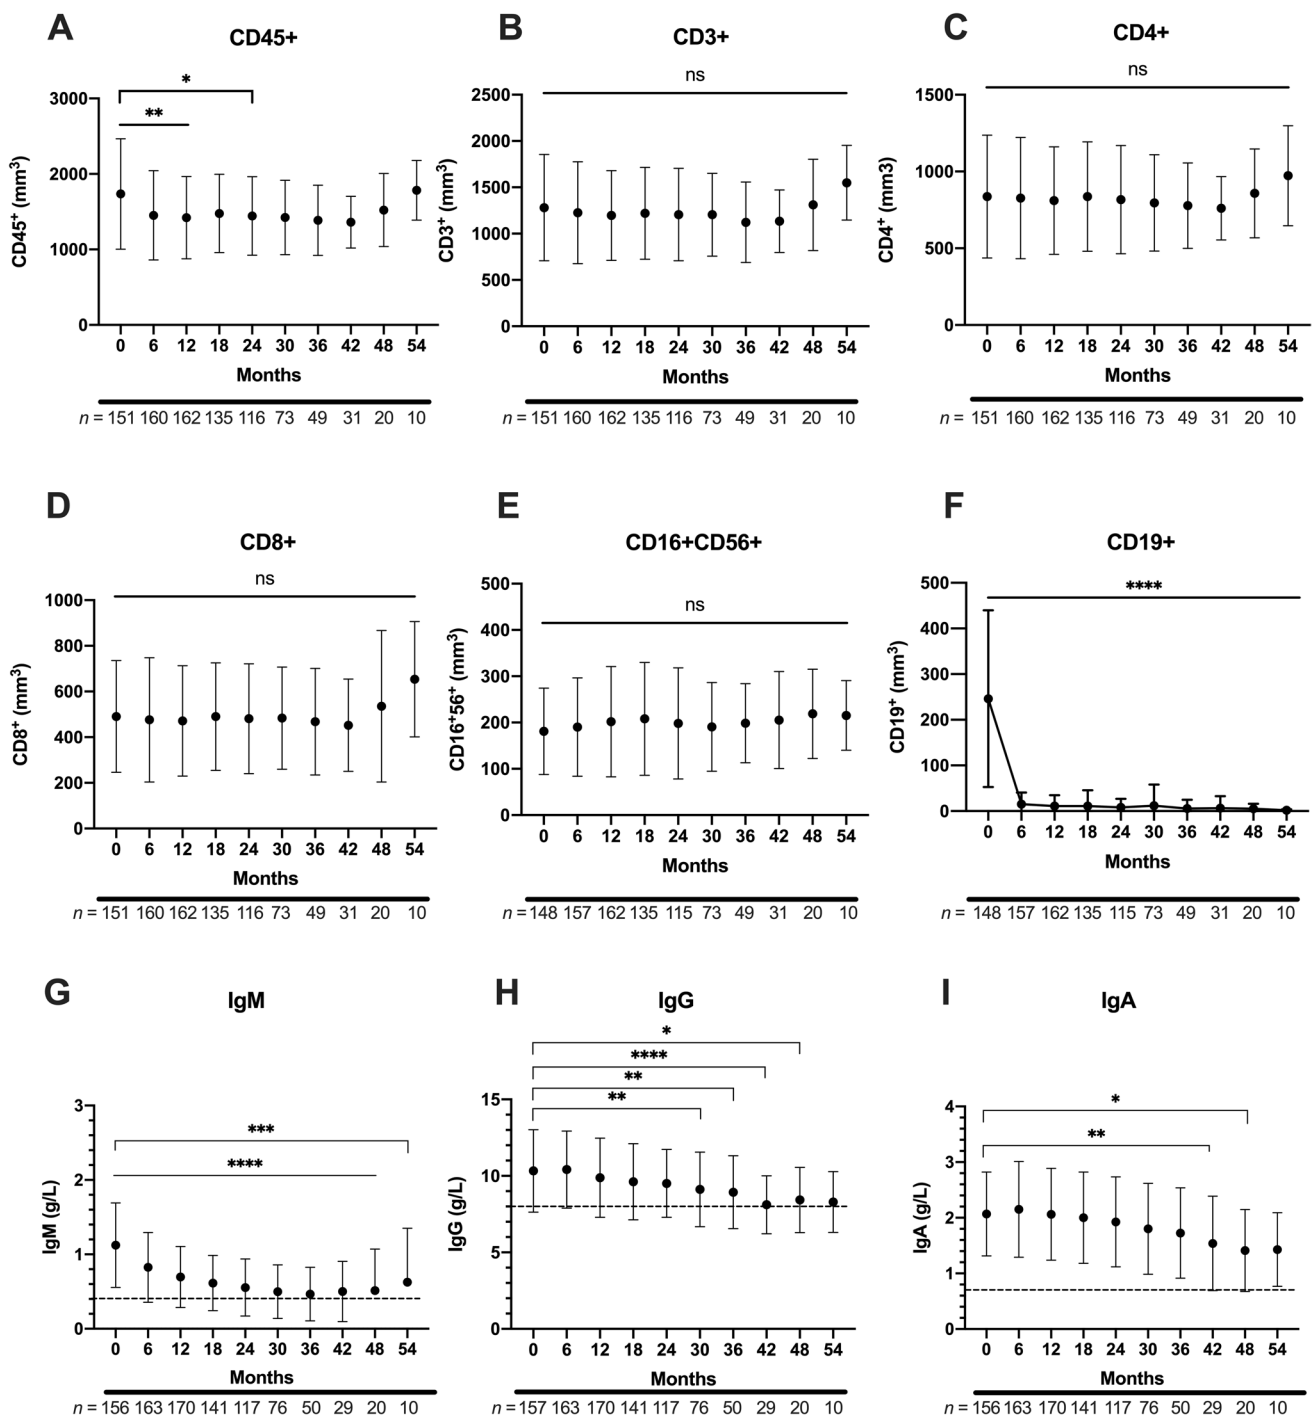 A
CD45+
*
**
3000
2000
1000
0
CD45+ (mm3)
0 6 12 18 24 30 36 42 48 54
Months
n = 151 160 162 135 116 73 49 31 20 10
B
CD3+
ns
2500
2000
1500
1000
500
0
CD3+ (mm3)
0 6 12 18 24 30 36 42 48 54
Months
n = 151 160 162 135 116 73 49 31 20 10
C
CD4+
ns
1500
1000
500
0
CD4+ (mm3)
0 6 12 18 24 30 36 42 48 54
Months
n = 151 160 162 135 116 73 49 31 20 10
D
CD8+
ns
1000
800
600
400
200
0
CD8+ (mm3)
0 6 12 18 24 30 36 42 48 54
Months
n = 151 160 162 135 116 73 49 31 20 10
E
CD16+CD56+
ns
500
400
300
200
100
0
CD16+56+ (mm3)
0 6 12 18 24 30 36 42 48 54
Months
n = 148 157 162 135 115 73 49 31 20 10
F
CD19+
****
500
400
300
200
100
0
CD19+ (mm3)
0 6 12 18 24 30 36 42 48 54
Months
n = 148 157 162 135 115 73 49 31 20 10
G
IgM
***
****
3
2
1
0
IgM (g/L)
0 6 12 18 24 30 36 42 48 54
Months
n = 156 163 170 141 117 76 50 29 20 10
H
IgG
*
****
**
**
15
10
5
0
IgG (g/L)
0 6 12 18 24 30 36 42 48 54
Months
n = 157 163 170 141 117 76 50 29 20 10
I
IgA
*
**
4
3
2
1
0
IgA (g/L)
0 6 12 18 24 30 36 42 48 54
Months
n = 156 163 170 141 117 76 50 29 20 10